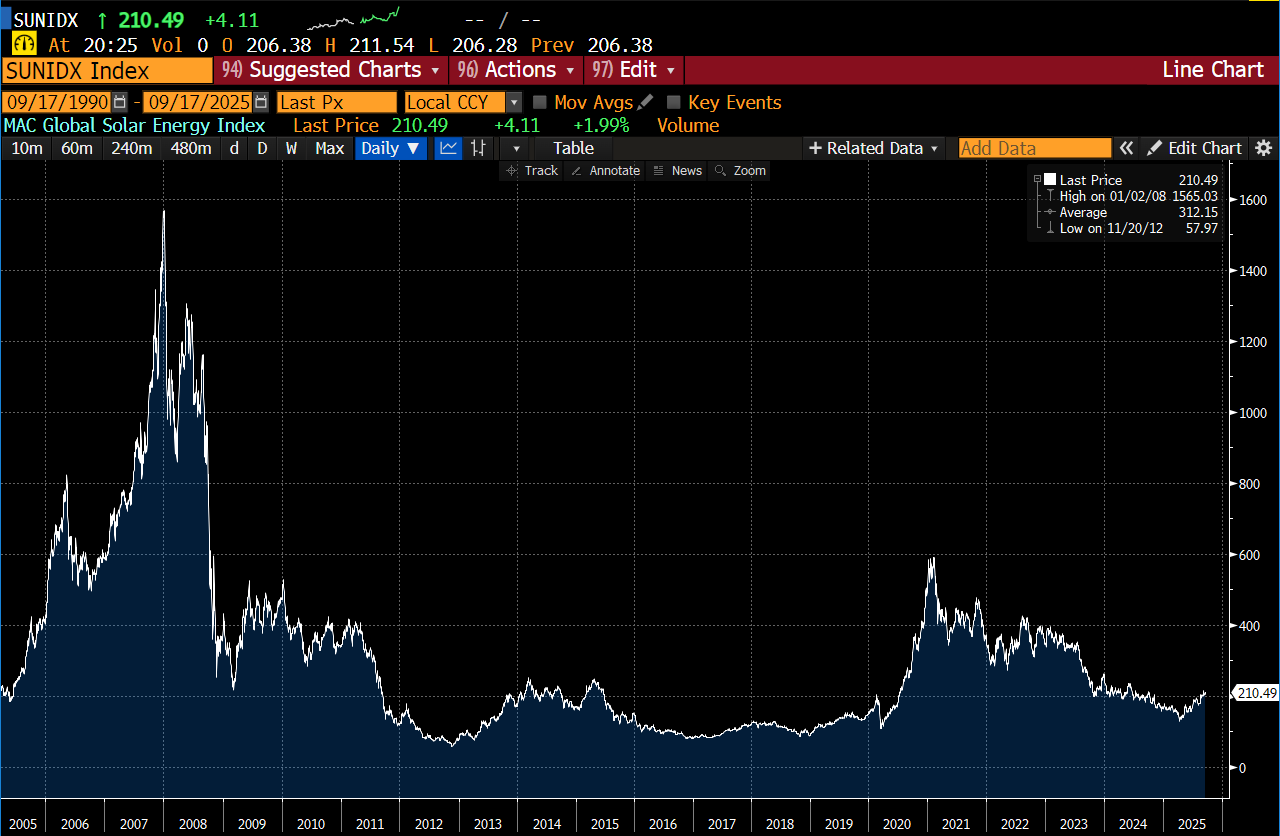 SUNIDX ↑ 210.49 +4.11 -- / --
At 20:25 Vol 0 O 206.38 H 211.54 L 206.28 Prev 206.38
SUNIDX Index 94) Suggested Charts 96) Actions 97) Edit Line Chart
09/17/1990 - 09/17/2025 Last Px Local CCY Mov Avgs Key Events
MAC Global Solar Energy Index Last Price 210.49 +4.11 +1.99% Volume
10m 60m 240m 480m d D W Max Daily ▼ Table + Related Data Add Data « Edit Chart
Track Annotate News Zoom
Last Price 210.49
High on 01/02/08 1565.03
Average 312.15
Low on 11/20/12 57.97
1600
1400
1200
1000
800
600
400
210.49
0
2005 2006 2007 2008 2009 2010 2011 2012 2013 2014 2015 2016 2017 2018 2019 2020 2021 2022 2023 2024 2025